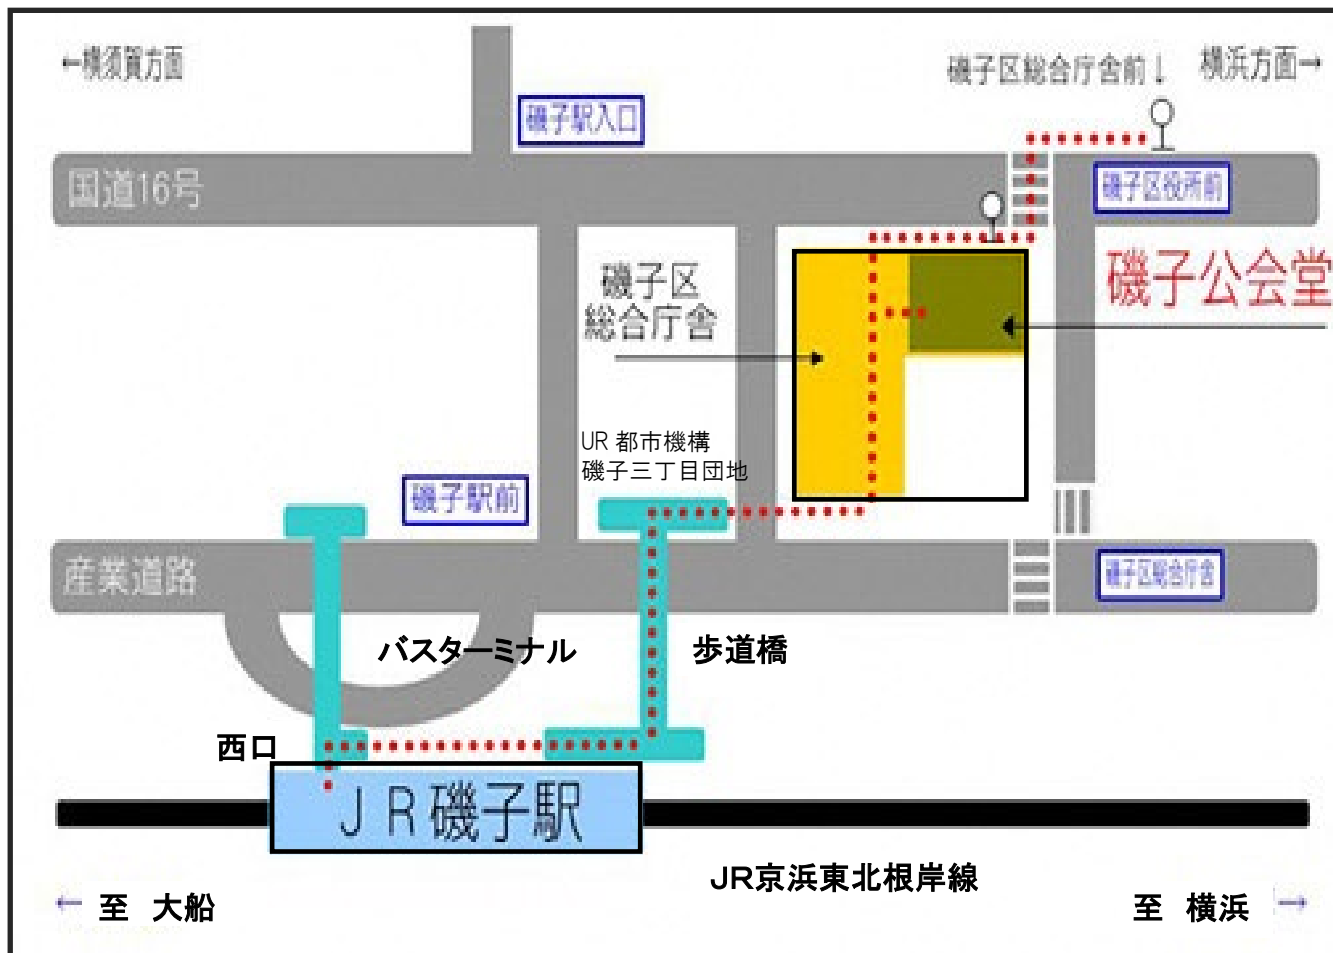 ←横須賀方面
磯子区総合庁舎前↓
横浜方面→
磯子駅入口
国道16号
磯子区役所前
磯子区
総合庁舎
磯子公会堂
UR 都市機構
磯子三丁目団地
磯子駅前
産業道路
磯子区総合庁舎
バスターミナル
歩道橋
西口
JR磯子駅
JR京浜東北根岸線
← 至 大船
至 横浜 →